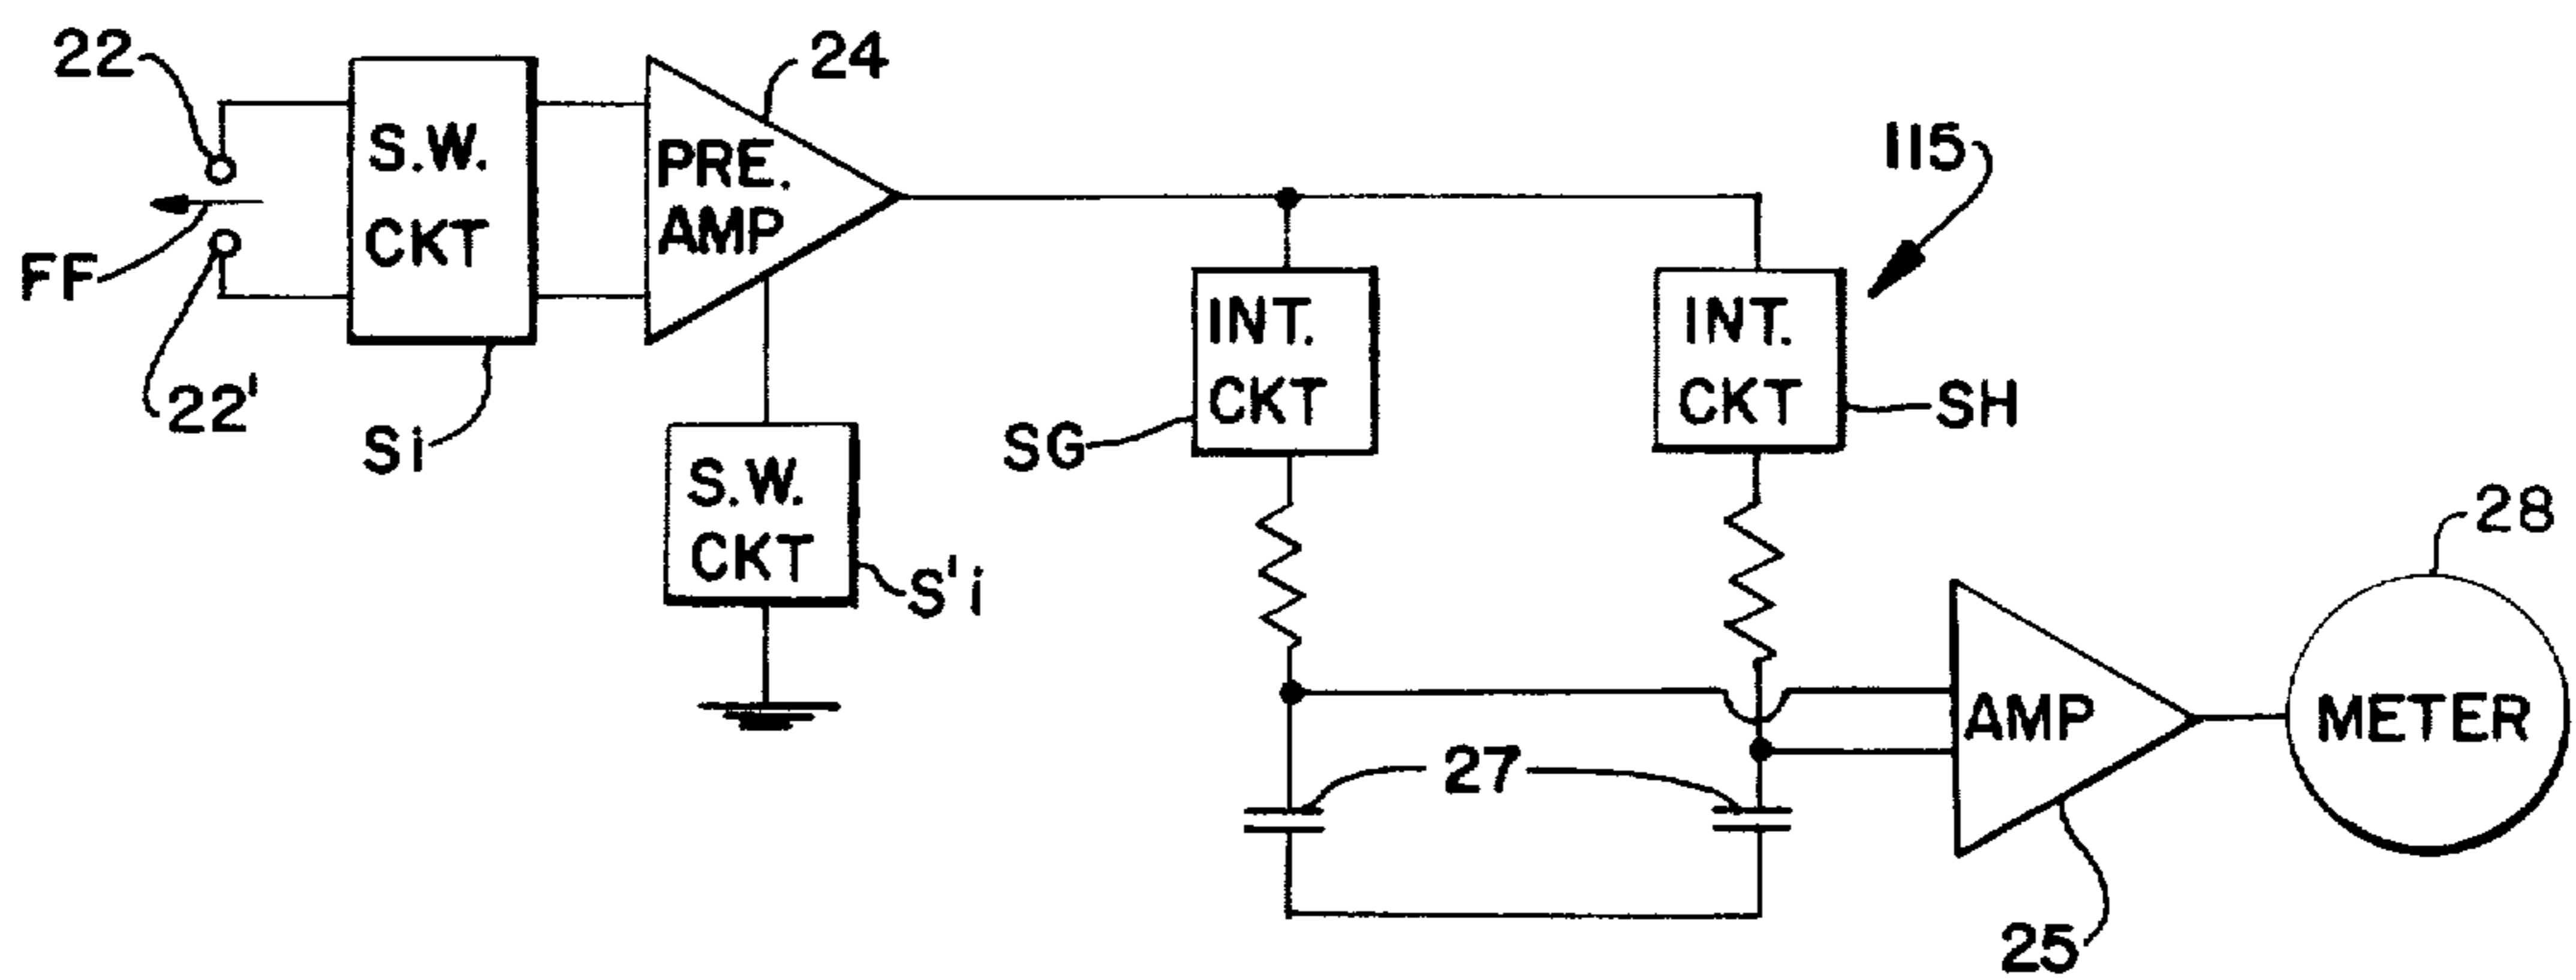 22
S.W.
CKT
24
PRE.
AMP
115
FF
22'
Si
INT.
CKT
SG
INT.
CKT
SH
S.W.
CKT
S'i
28
AMP
METER
27
25